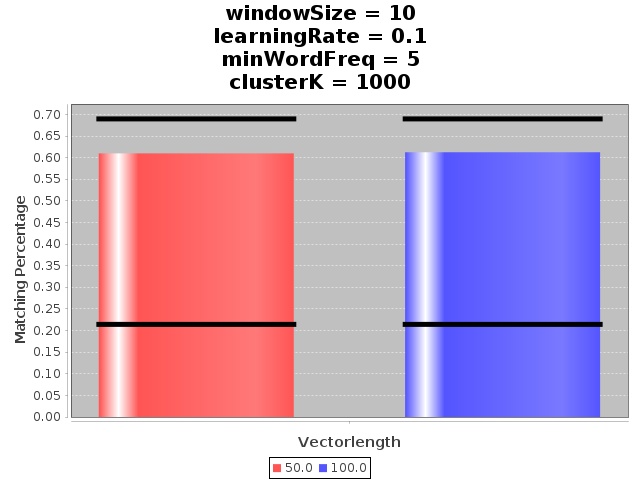 windowSize = 10
learningRate = 0.1
minWordFreq = 5
clusterK = 1000
Matching Percentage
0.70
0.65
0.60
0.55
0.50
0.45
0.40
0.35
0.30
0.25
0.20
0.15
0.10
0.05
0.00
Vectorlength
50.0 100.0